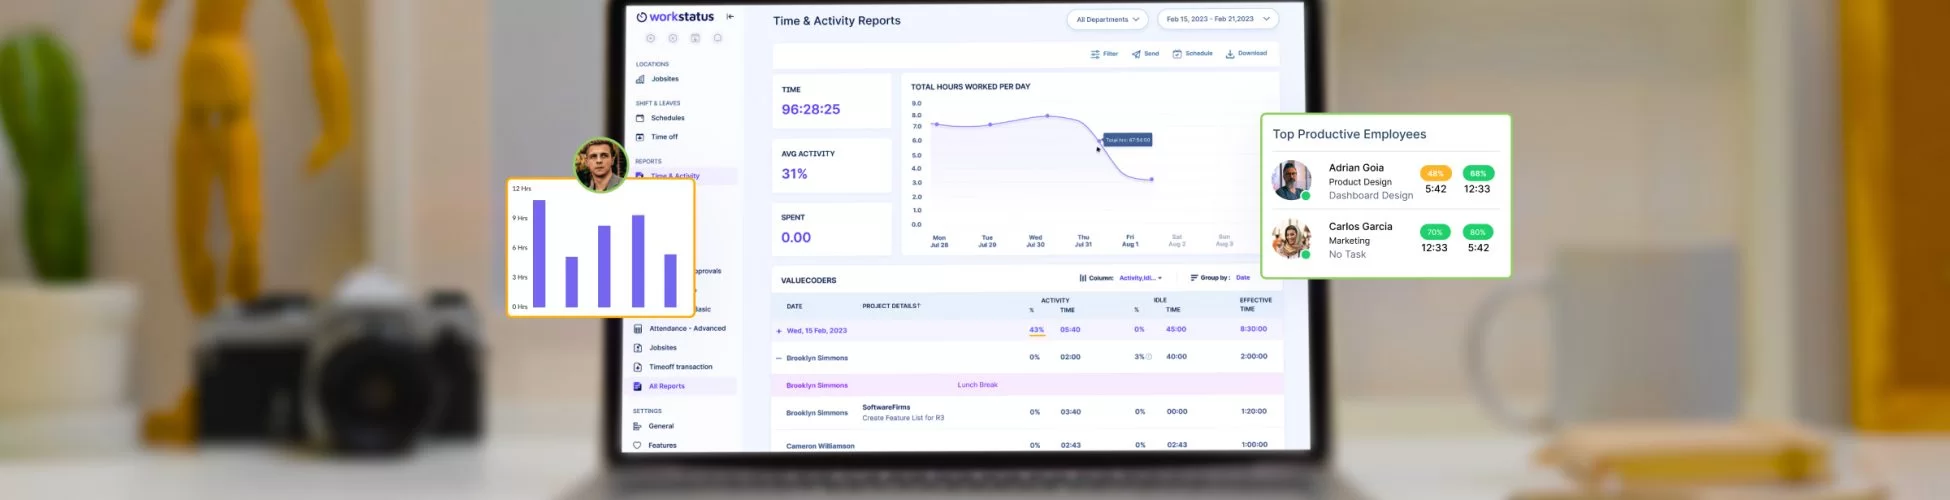 workstatus
Time & Activity Reports
All Departments
Feb 15, 2023 - Feb 21,2023
Filter
Send
Schedule
Download
LOCATIONS
Jobsites
SHIFT & LEAVES
Schedules
Time off
REPORTS
Time & Activity
Attendance - Advanced
Jobsites
Timeoff transaction
All Reports
SETTINGS
General
Features
12 Hrs
9 Hrs
6 Hrs
3 Hrs
0 Hrs
TIME
96:28:25
AVG ACTIVITY
31%
SPENT
0.00
TOTAL HOURS WORKED PER DAY
9.0
8.0
7.0
6.0
5.0
4.0
3.0
2.0
1.0
0.0
Total hrs: 47:54:00
Mon Tue Wed Thu Fri Sat Sun
Jul 28 Jul 29 Jul 30 Jul 31 Aug 1 Aug 2
Top Productive Employees
Adrian Goia 48% 68%
Product Design 5:42 12:33
Dashboard Design
Carlos Garcia 70% 80%
Marketing 12:33 5:42
No Task
VALUECODERS
Column: Activity,Idl...
Group by: Date
DATE PROJECT DETAILS↑ ACTIVITY IDLE EFFECTIVE
% TIME % TIME TIME
+ Wed, 15 Feb, 2023 43% 05:40 0% 45:00 8:30:00
— Brooklyn Simmons 0% 02:00 3% 40:00 2:00:00
Brooklyn Simmons Lunch Break
SoftwareFirms
Brooklyn Simmons 0% 03:40 0% 00:00 1:20:00
Create Feature List for R3
Cameron Williamson 0% 02:43 0% 02:43 1:00:00